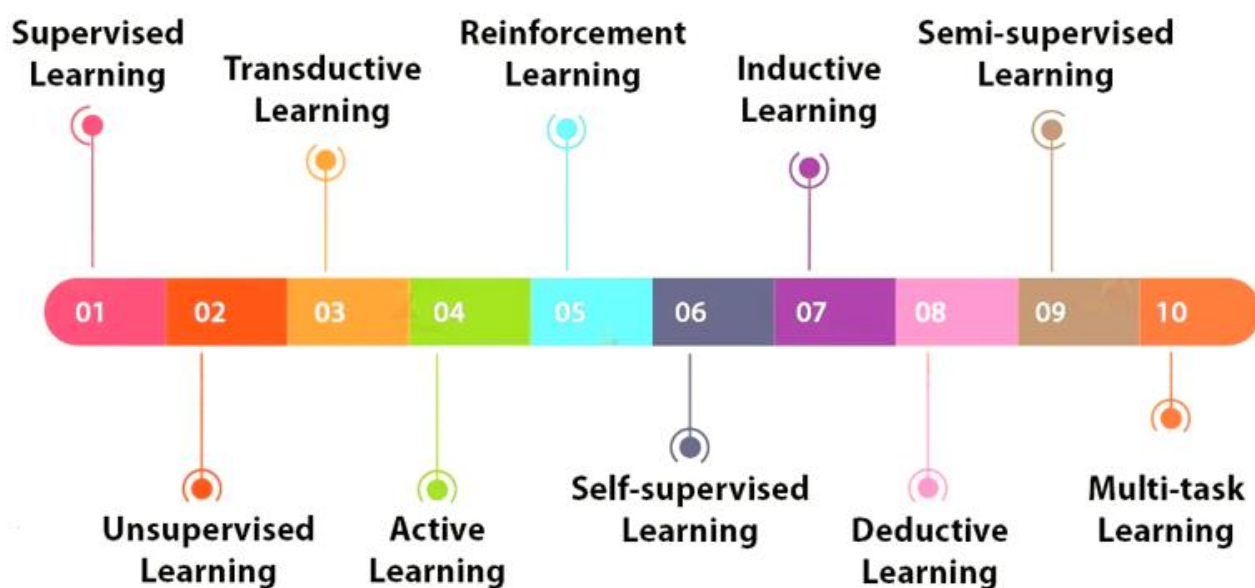 Supervised
Learning
Transductive
Learning
Reinforcement
Learning
Inductive
Learning
Semi-supervised
Learning
01 02 03 04 05 06 07 08 09 10
Unsupervised
Learning
Active
Learning
Self-supervised
Learning
Deductive
Learning
Multi-task
Learning